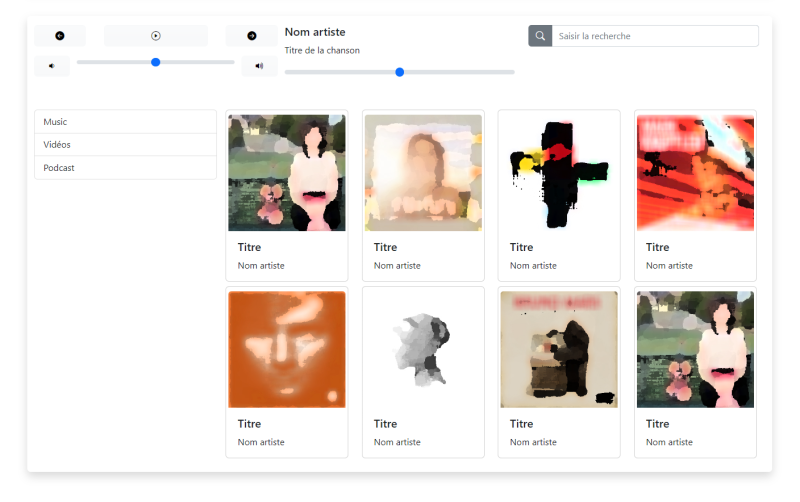 Nom artiste
Titre de la chanson
Saisir la recherche
Music
Vidéos
Podcast
Titre
Nom artiste
Titre
Nom artiste
Titre
Nom artiste
Titre
Nom artiste
Titre
Nom artiste
Titre
Nom artiste
Titre
Nom artiste
Titre
Nom artiste